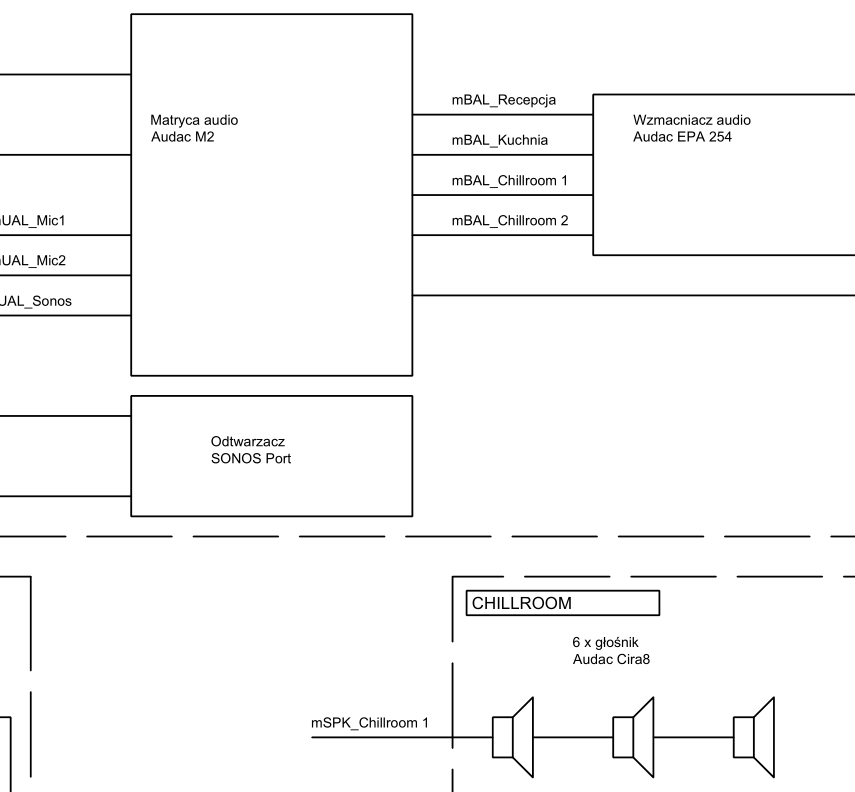 mBAL_Recepcja
Matryca audio
Audac M2
Wzmacniacz audio
Audac EPA 254
mBAL_Kuchnia
mBAL_Chillroom 1
mBAL_Chillroom 2
UAL_Mic1
UAL_Mic2
UAL_Sonos
Odtwarzacz
SONOS Port
CHILLROOM
6 x głośnik
Audac Cira8
mSPK_Chillroom 1